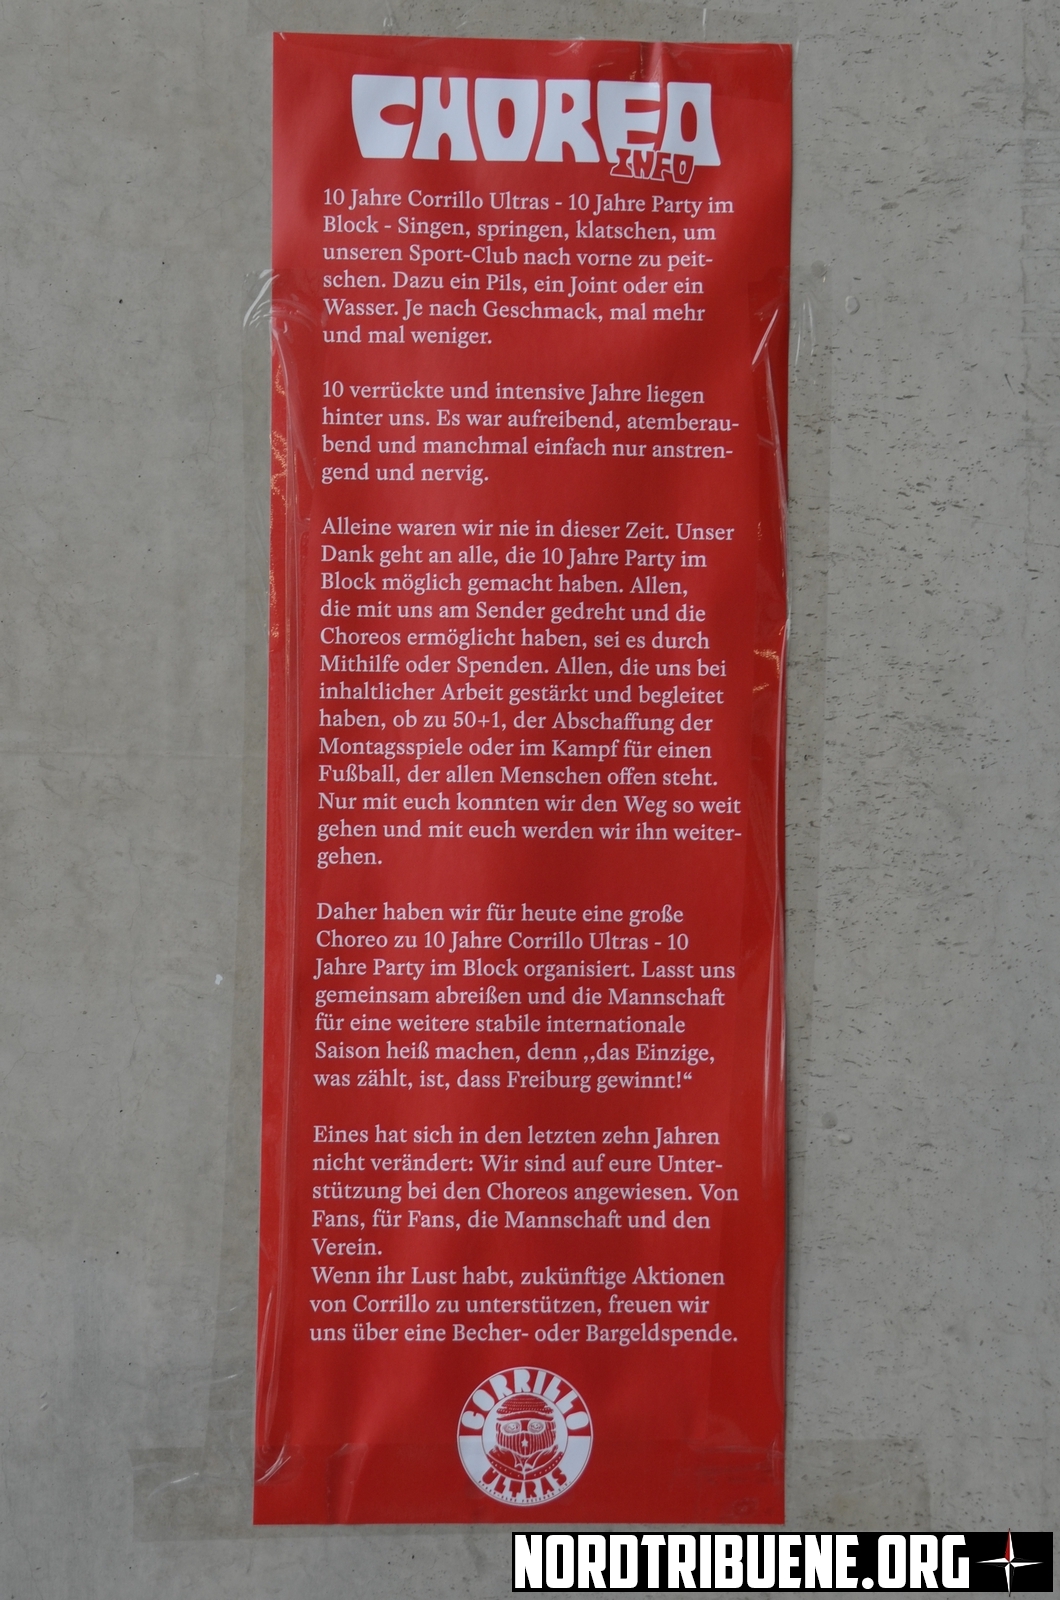 CHOREO
INFO
10 Jahre Corrillo Ultras - 10 Jahre Party im
Block - Singen, springen, klatschen, um
unseren Sport-Club nach vorne zu peit-
schen. Dazu ein Pils, ein Joint oder ein
Wasser. Je nach Geschmack, mal mehr
und mal weniger.
10 verrückte und intensive Jahre liegen
hinter uns. Es war aufreibend, atemberau-
bend und manchmal einfach nur anstren-
gend und nervig.
Alleine waren wir nie in dieser Zeit. Unser
Dank geht an alle, die 10 Jahre Party im
Block möglich gemacht haben. Allen,
die mit uns am Sender gedreht und die
Choreos ermöglicht haben, sei es durch
Mithilfe oder Spenden. Allen, die uns bei
inhaltlicher Arbeit gestärkt und begleitet
haben, ob zu 50+1, der Abschaffung der
Montagsspiele oder im Kampf für einen
Fußball, der allen Menschen offen steht.
Nur mit euch konnten wir den Weg so weit
gehen und mit euch werden wir ihn weiter-
gehen.
Daher haben wir für heute eine große
Choreo zu 10 Jahre Corrillo Ultras - 10
Jahre Party im Block organisiert. Lasst uns
gemeinsam abreißen und die Mannschaft
für eine weitere stabile internationale
Saison heiß machen, denn ,,das Einzige,
was zählt, ist, dass Freiburg gewinnt!“
Eines hat sich in den letzten zehn Jahren
nicht verändert: Wir sind auf eure Unter-
stützung bei den Choreos angewiesen. Von
Fans, für Fans, die Mannschaft und den
Verein.
Wenn ihr Lust habt, zukünftige Aktionen
von Corrillo zu unterstützen, freuen wir
uns über eine Becher- oder Bargeldspende.
CORRILLO
ULTRAS
NORDTRIBUENE.ORG